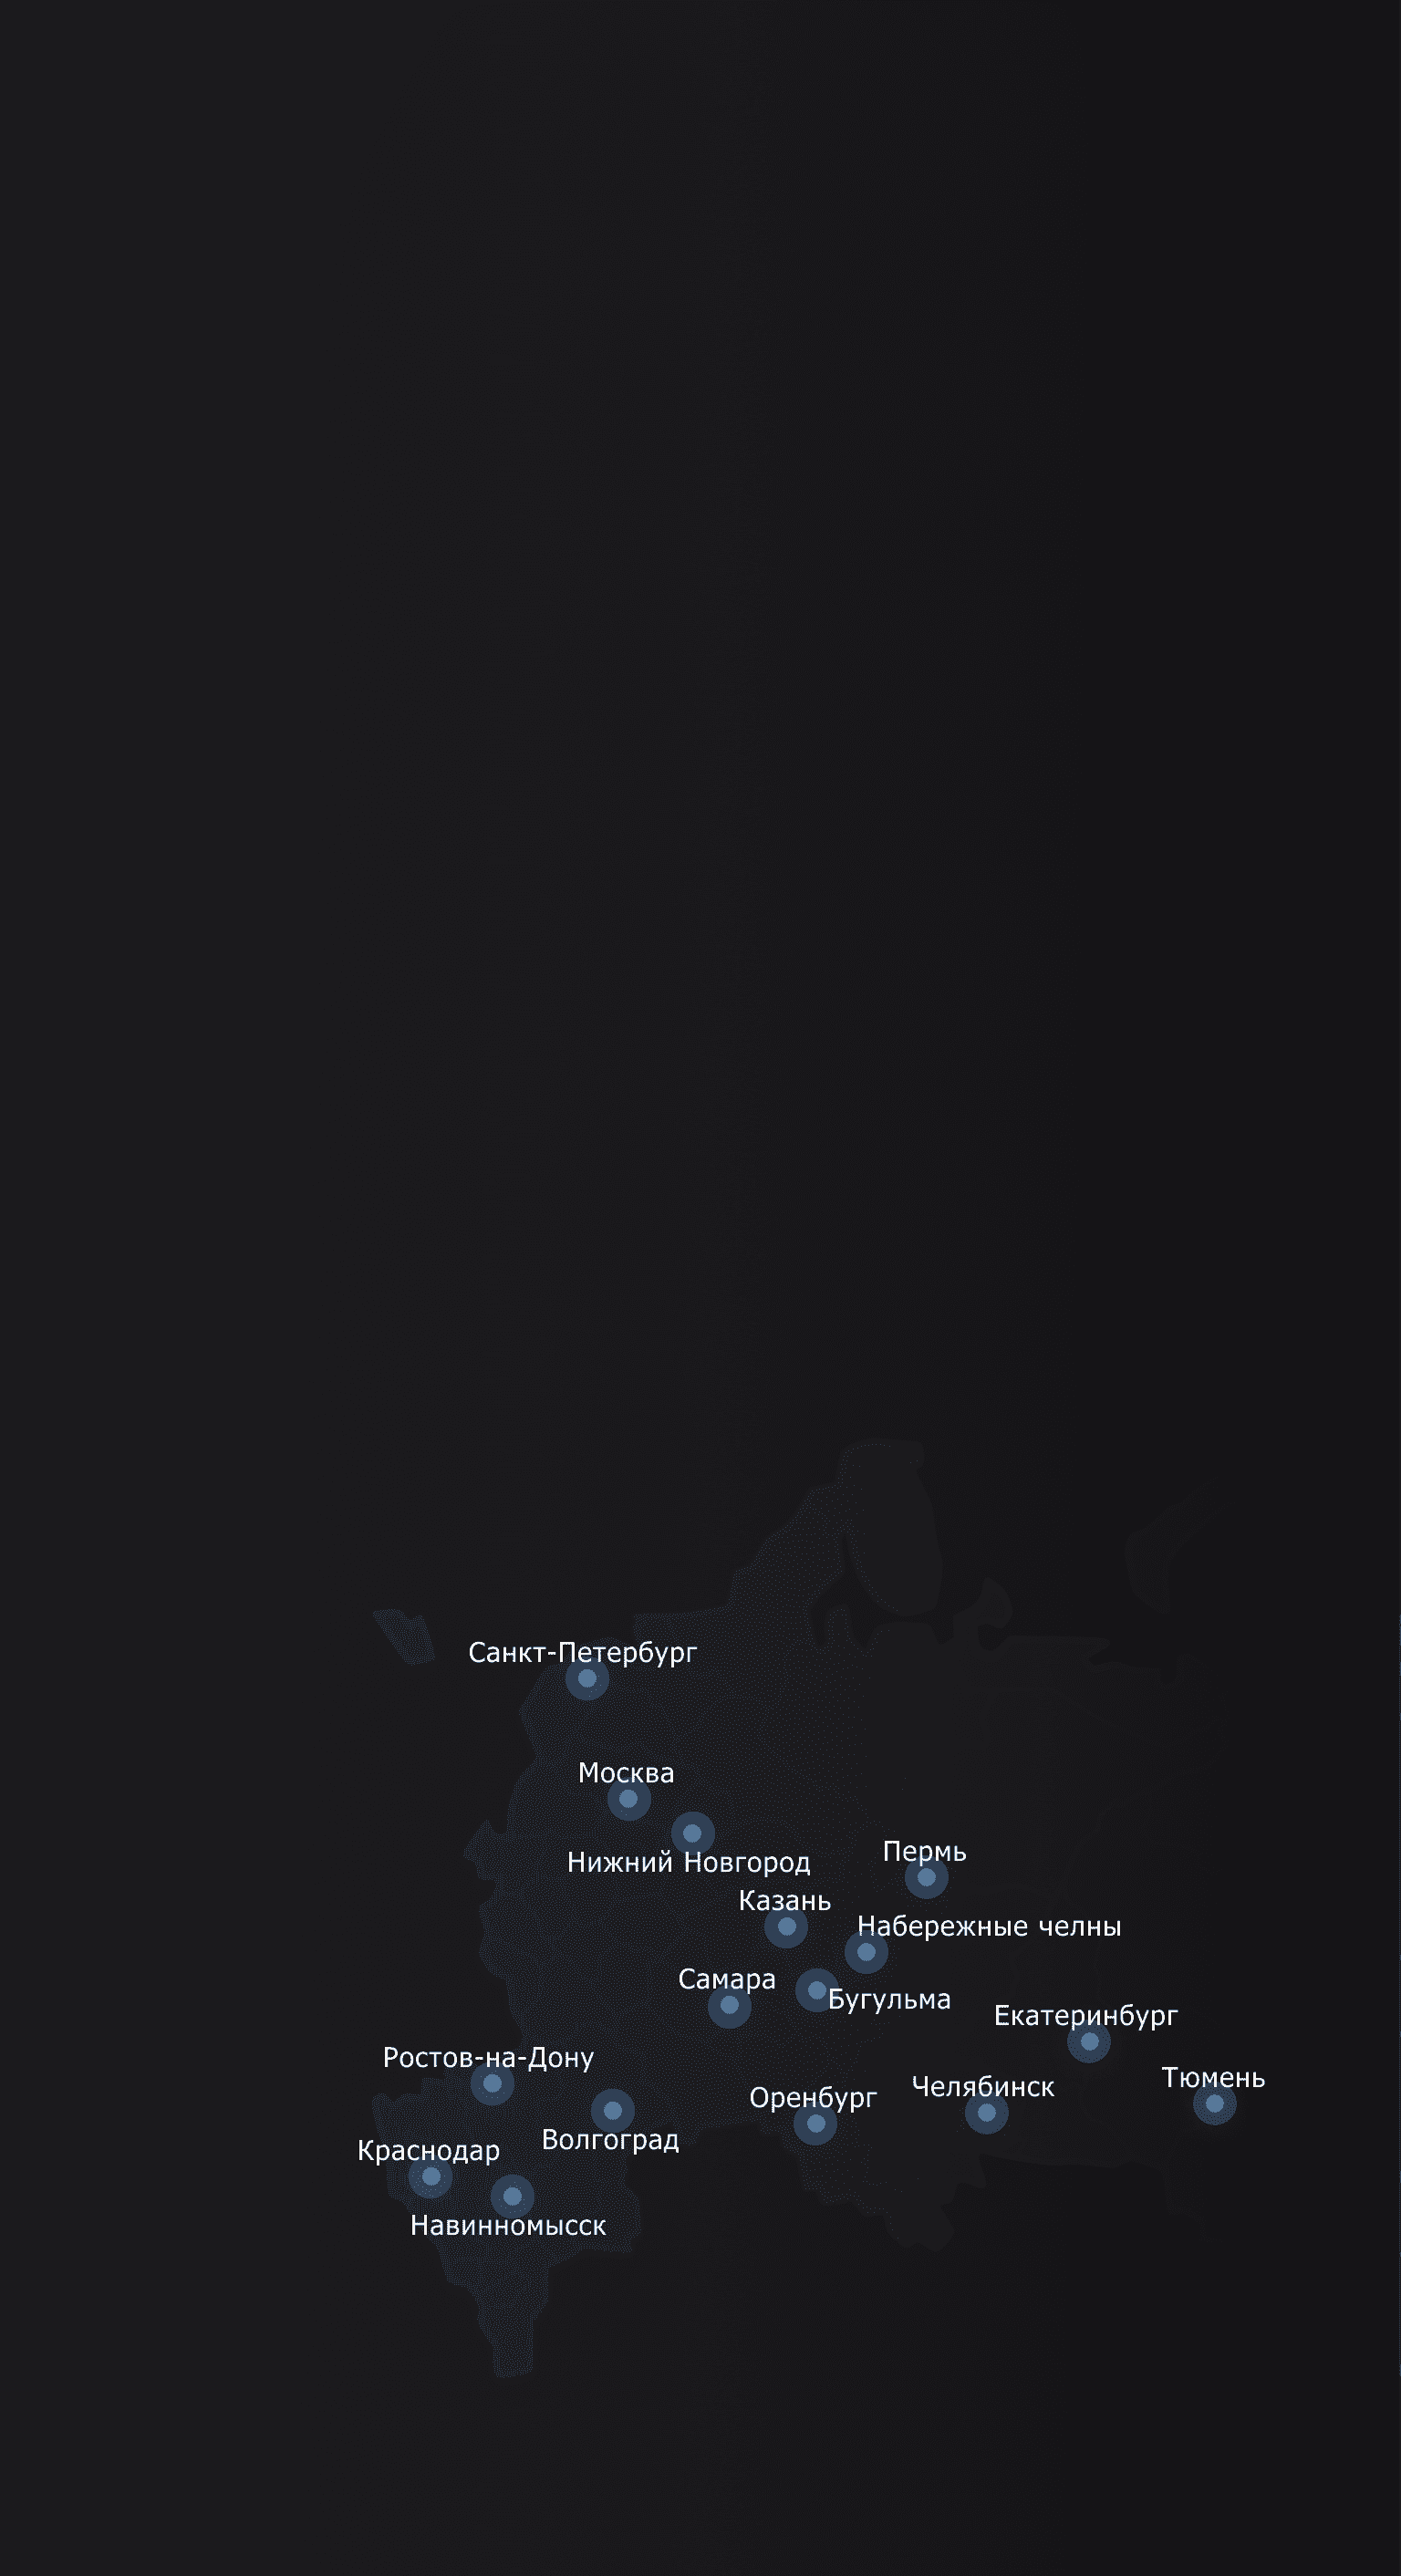 Санкт-Петербург
Москва
Нижний Новгород
Пермь
Казань
Набережные челны
Самара
Бугульма
Екатеринбург
Ростов-на-Дону
Тюмень
Челябинск
Оренбург
Волгоград
Краснодар
Навинномысск